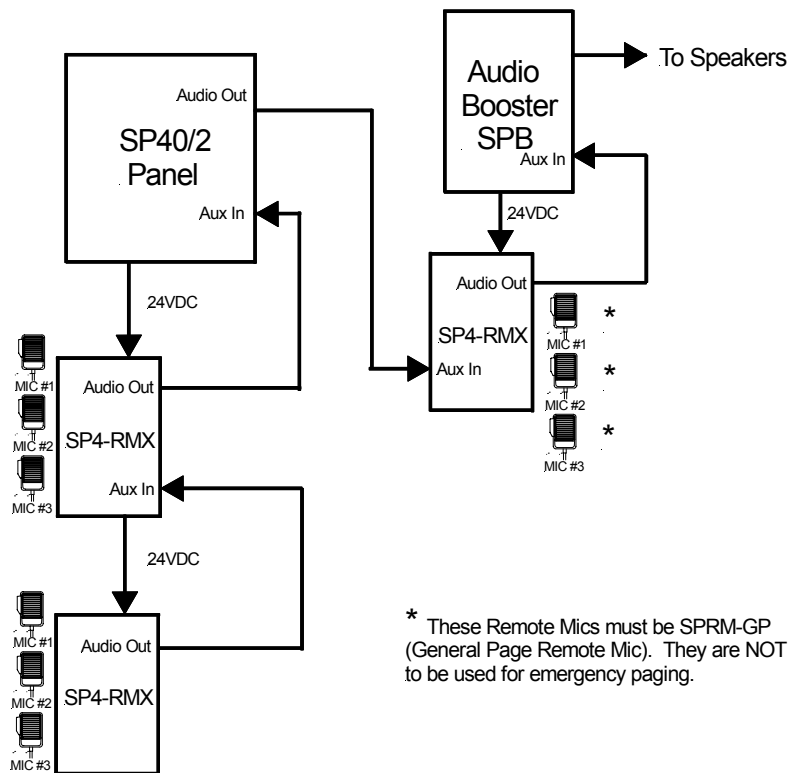 Audio Out
SP40/2
Panel
Aux In
24VDC
MIC #1
MIC #2
MIC #3
Audio Out
SP4-RMX
Aux In
24VDC
MIC #1
MIC #2
MIC #3
Audio Out
SP4-RMX
Audio
Booster
SPB
Aux In
To Speakers
24VDC
Audio Out
SP4-RMX
Aux In
MIC #1
*
MIC #2
*
MIC #3
*
* These Remote Mics must be SPRM-GP
(General Page Remote Mic). They are NOT
to be used for emergency paging.